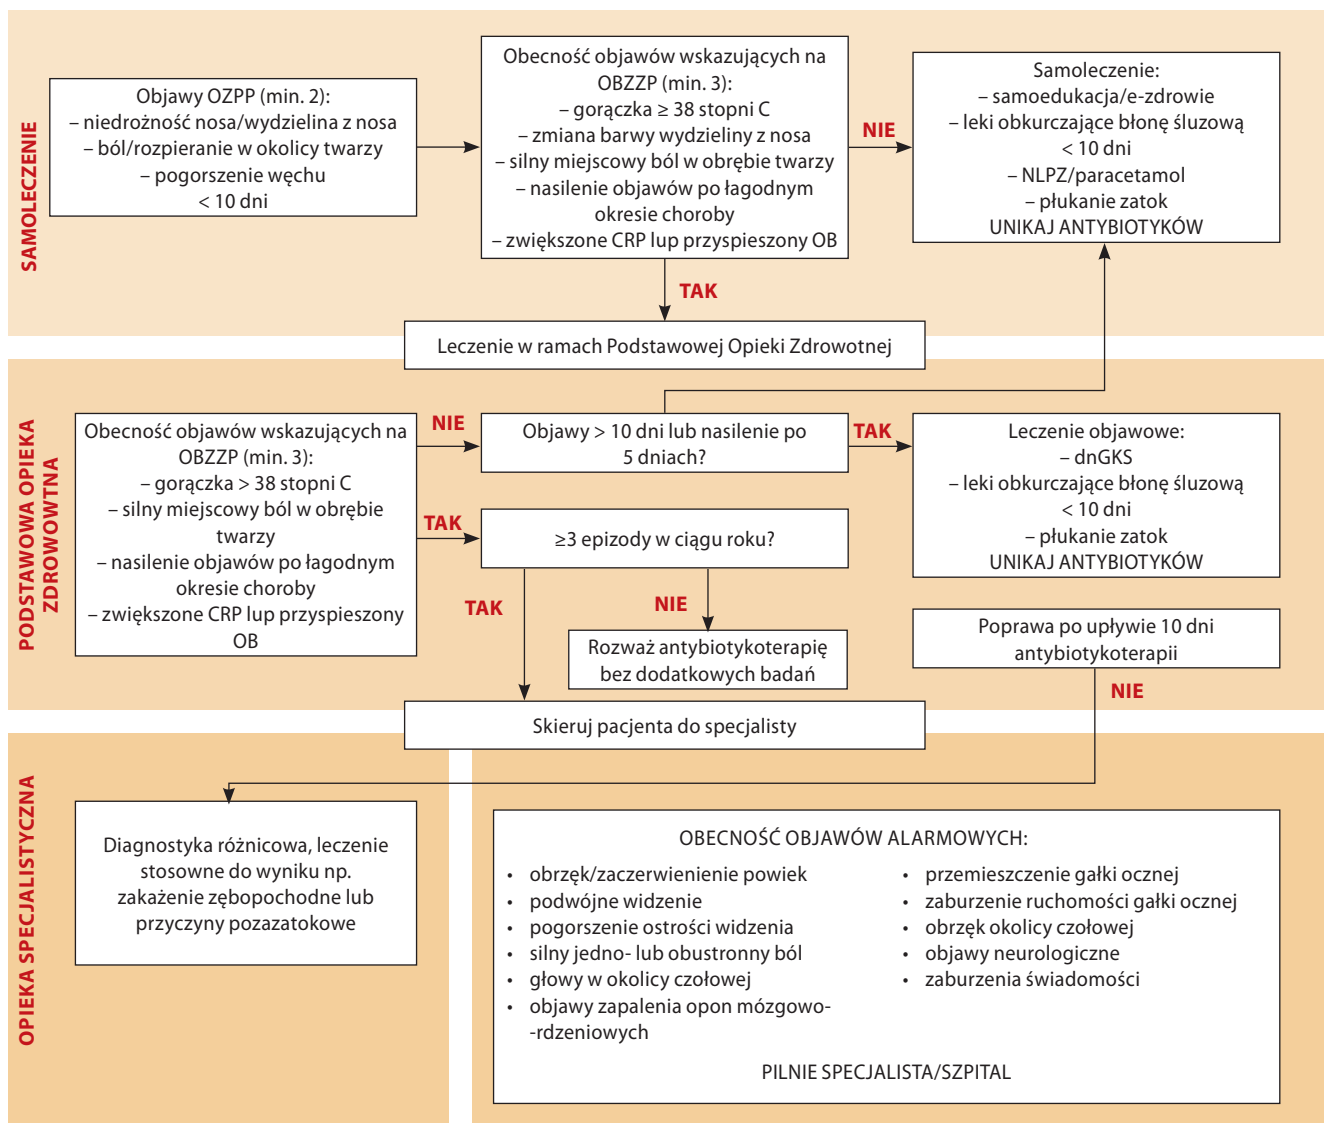 SAMOLECZENIE
Objawy OZPP (min. 2):
– niedrożność nosa/wydzielina z nosa
– ból/rozpieranie w okolicy twarzy
– pogorszenie węchu
< 10 dni
Obecność objawów wskazujących na
OBZZP (min. 3):
– gorączka ≥ 38 stopni C
– zmiana barwy wydzieliny z nosa
– silny miejscowy ból w obrębie twarzy
– nasilenie objawów po łagodnym
okresie choroby
– zwiększone CRP lup przyspieszony OB
NIE
Samoleczenie:
– samoedukacja/e-zdrowie
– leki obkurczające błonę śluzową
< 10 dni
– NLPZ/paracetamol
– płukanie zatok
UNIKAJ ANTYBIOTYKÓW
TAK
Leczenie w ramach Podstawowej Opieki Zdrowotnej
PODSTAWOWA OPIEKA
ZDROWOWTNA
Obecność objawów wskazujących na
OBZZP (min. 3):
– gorączka > 38 stopni C
– silny miejscowy ból w obrębie
twarzy
– nasilenie objawów po łagodnym
okresie choroby
– zwiększone CRP lup przyspieszony
OB
NIE
Objawy > 10 dni lub nasilenie po
5 dniach?
TAK
Leczenie objawowe:
– dnGKS
– leki obkurczające błonę śluzową
< 10 dni
– płukanie zatok
UNIKAJ ANTYBIOTYKÓW
TAK
≥3 epizody w ciągu roku?
TAK
NIE
Rozważ antybiotykoterapię
bez dodatkowych badań
Poprawa po upływie 10 dni
antybiotykoterapii
NIE
Skieruj pacjenta do specjalisty
OPIEKA SPECJALISTYCZNA
Diagnostyka różnicowa, leczenie
stosowne do wyniku np.
zakażenie zębopochodne lub
przyczyny pozazatokowe
OBECNOŚĆ OBJAWÓW ALARMOWYCH:
• obrzęk/zaczerwienienie powiek
• podwójne widzenie
• pogorszenie ostrości widzenia
• silny jedno- lub obustronny ból
• głowy w okolicy czołowej
• objawy zapalenia opon mózgowo-
-rdzeniowych
• przemieszczenie gałki ocznej
• zaburzenie ruchomości gałki ocznej
• obrzęk okolicy czołowej
• objawy neurologiczne
• zaburzenia świadomości
PILNIE SPECJALISTA/SZPITAL